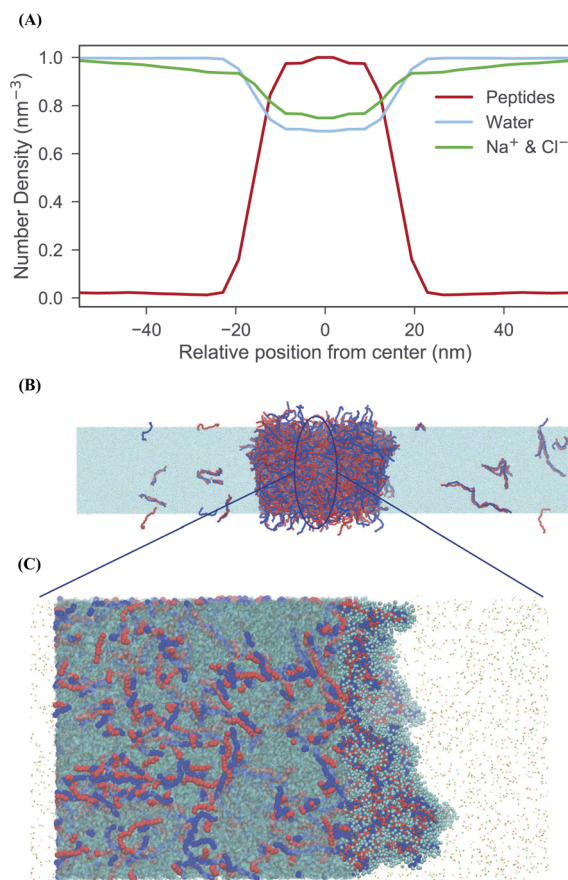 (A)
1.0
0.8
0.6
0.4
0.2
0.0
Number Density (nm⁻³)
Peptides
Water
Na⁺ & Cl⁻
−40
−20
0
20
40
Relative position from center (nm)
(B)
(C)